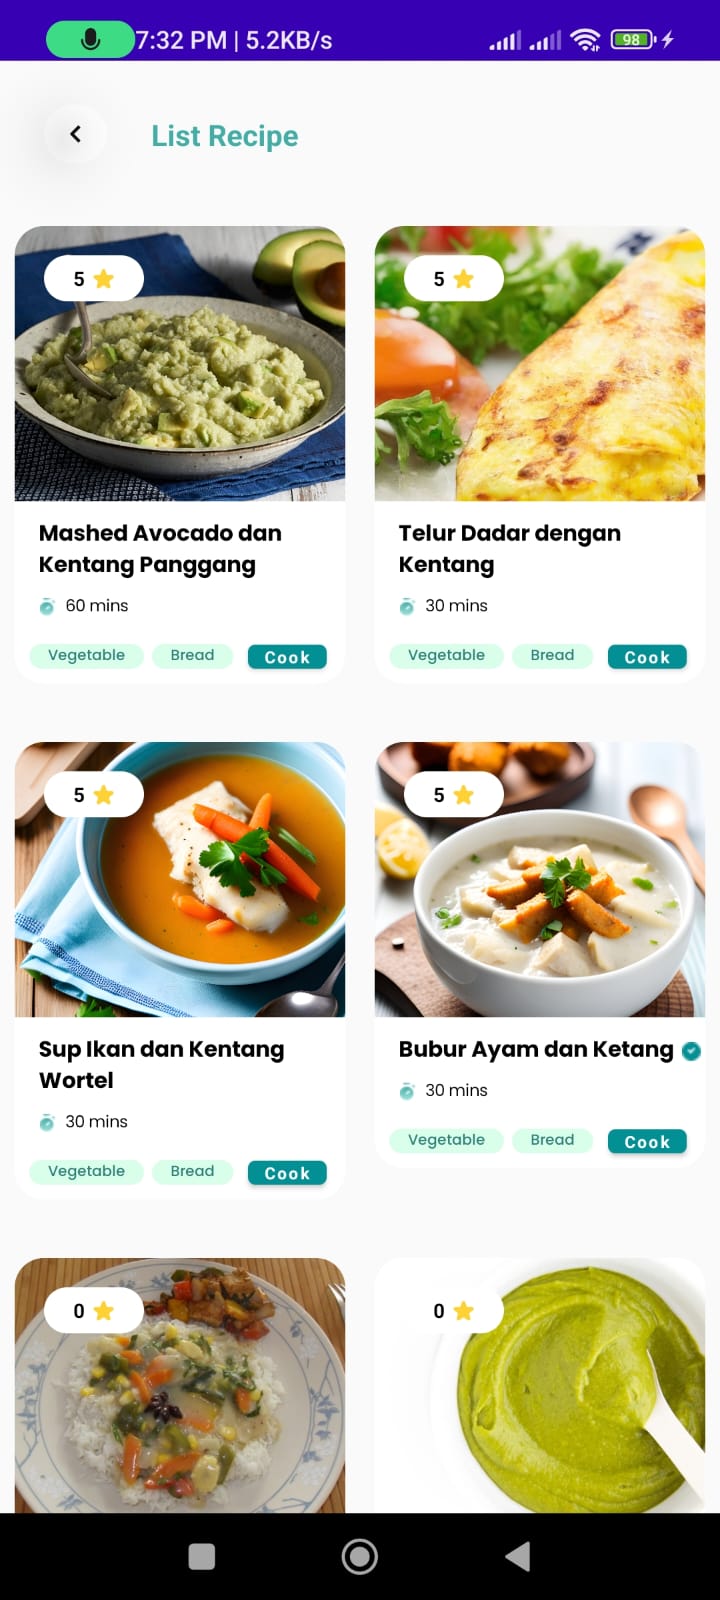 7:32 PM | 5.2KB/s
98
List Recipe
5
5
Mashed Avocado dan
Kentang Panggang
60 mins
Vegetable Bread Cook
Telur Dadar dengan
Kentang
30 mins
Vegetable Bread Cook
5
5
Sup Ikan dan Kentang
Wortel
30 mins
Vegetable Bread Cook
Bubur Ayam dan Ketang
30 mins
Vegetable Bread Cook
0
0